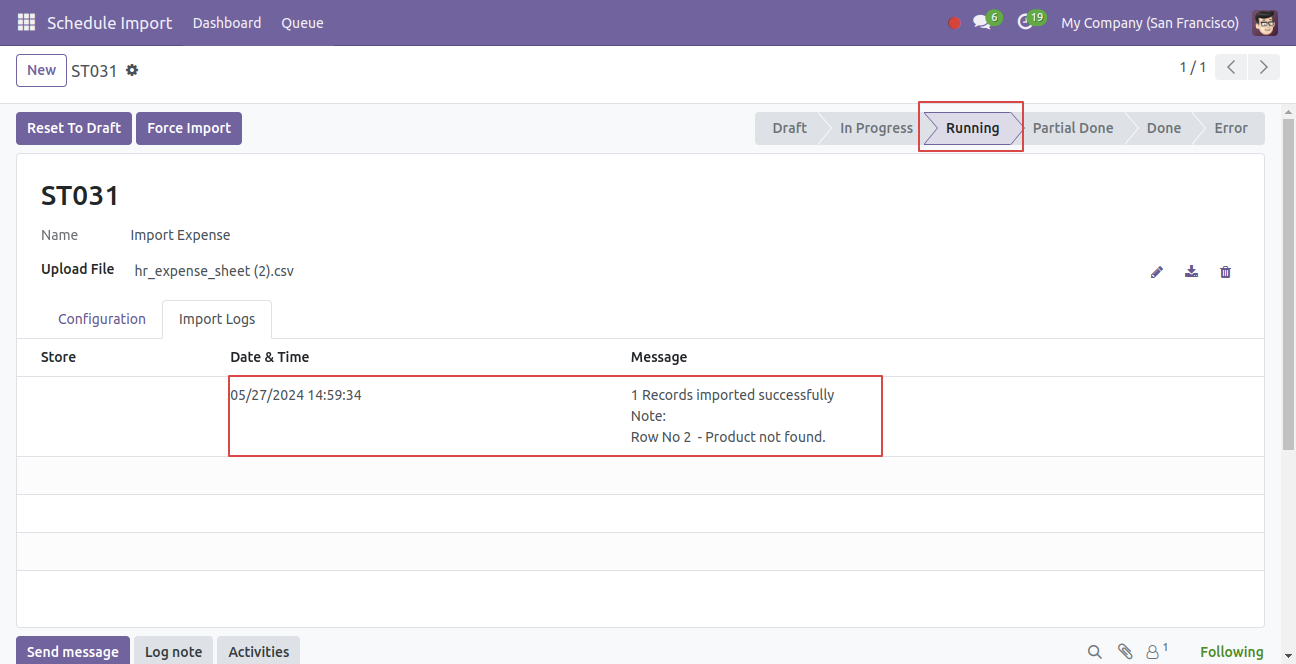 Schedule Import Dashboard Queue 6 19 My Company (San Francisco)
New ST031 1 / 1
Reset To Draft Force Import Draft In Progress Running Partial Done Done Error
ST031
Name Import Expense
Upload File hr_expense_sheet (2).csv
Configuration Import Logs
Store Date & Time Message
05/27/2024 14:59:34 1 Records imported successfully
Note:
Row No 2 - Product not found.
Send message Log note Activities 1 Following